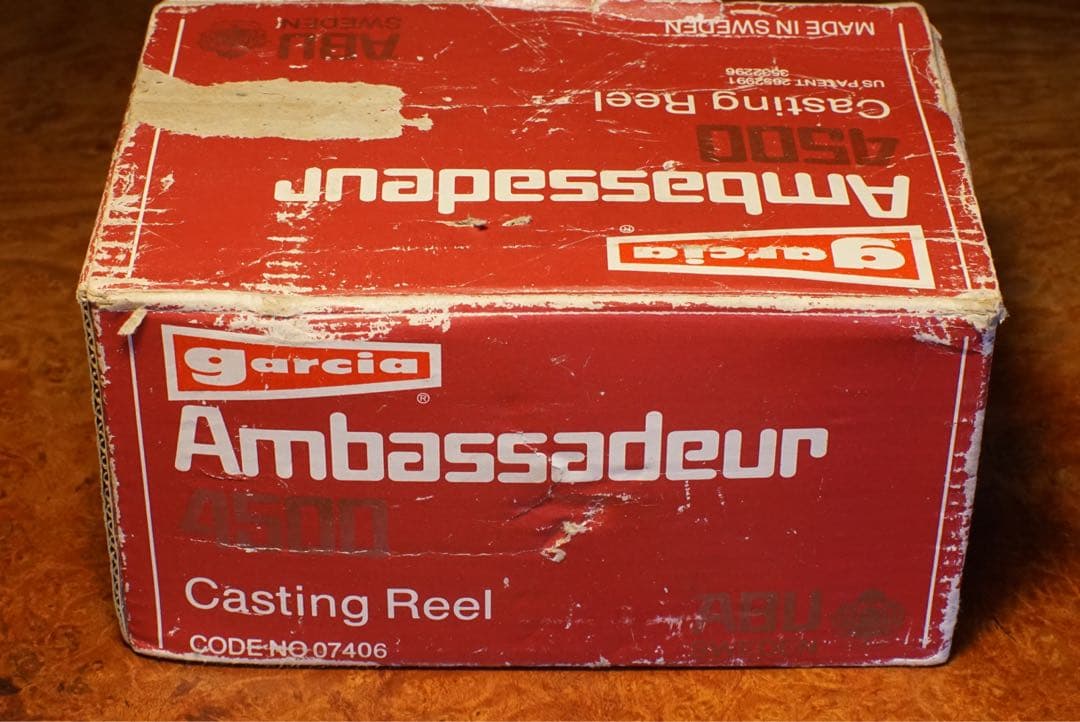 ABU
SWEDEN
MADE IN SWEDEN
US PATENT 2652991
3532296
Casting Reel
4500
Ambassadeur
garcia ®
garcia ®
Ambassadeur
4500
Casting Reel
CODE NO 07406
ABU
SWEDEN